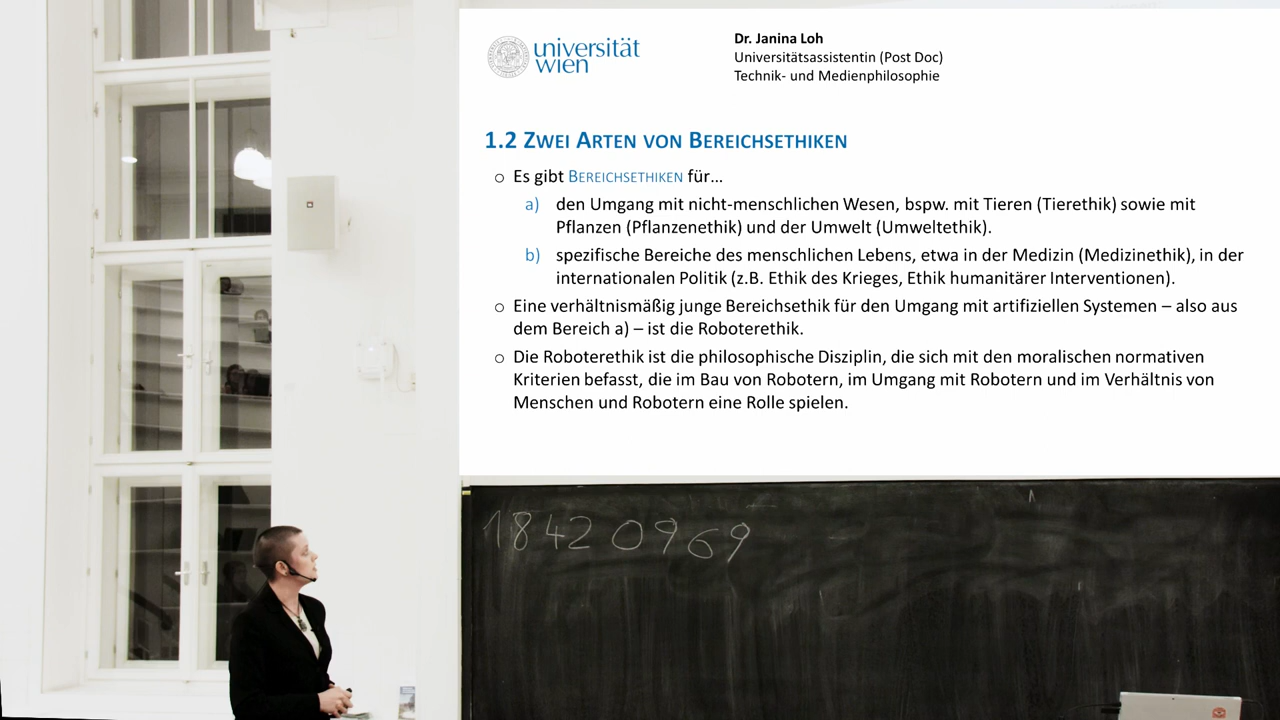 universität
wien
Dr. Janina Loh
Universitätsassistentin (Post Doc)
Technik- und Medienphilosophie
1.2 ZWEI ARTEN VON BEREICHSETHIKEN
○ Es gibt BEREICHSETHIKEN für...
a) den Umgang mit nicht-menschlichen Wesen, bspw. mit Tieren (Tierethik) sowie mit
Pflanzen (Pflanzenethik) und der Umwelt (Umweltethik).
b) spezifische Bereiche des menschlichen Lebens, etwa in der Medizin (Medizinethik), in der
internationalen Politik (z.B. Ethik des Krieges, Ethik humanitärer Interventionen).
○ Eine verhältnismäßig junge Bereichsethik für den Umgang mit artifiziellen Systemen – also aus
dem Bereich a) – ist die Roboterethik.
○ Die Roboterethik ist die philosophische Disziplin, die sich mit den moralischen normativen
Kriterien befasst, die im Bau von Robotern, im Umgang mit Robotern und im Verhältnis von
Menschen und Robotern eine Rolle spielen.
1842 0969